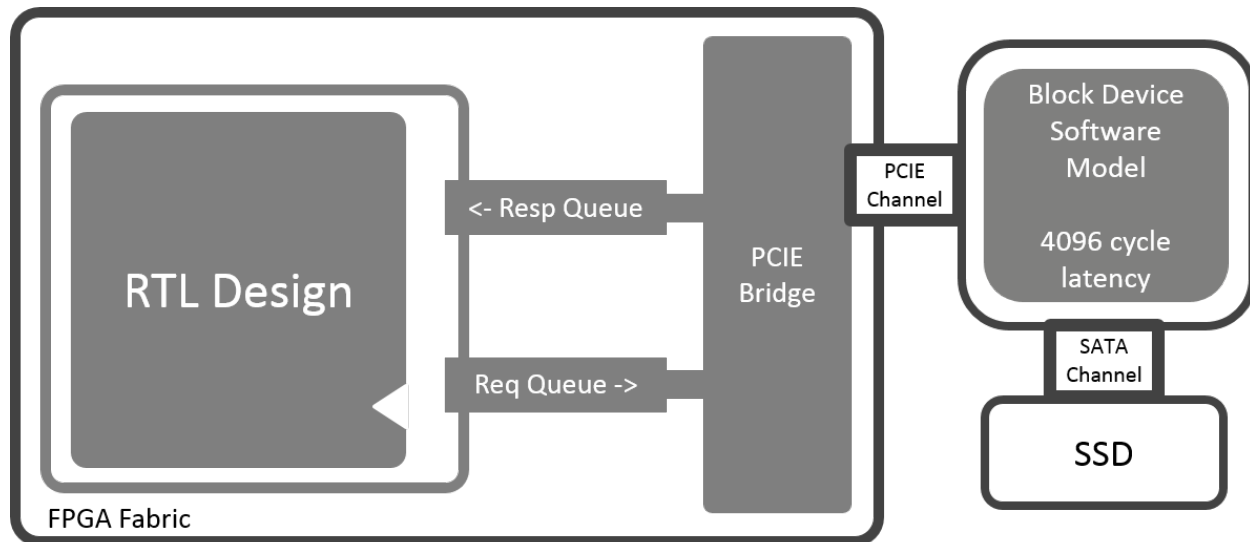 RTL Design
<- Resp Queue
Req Queue ->
PCIE
Bridge
FPGA Fabric
PCIE
Channel
Block Device
Software
Model
4096 cycle
latency
SATA
Channel
SSD